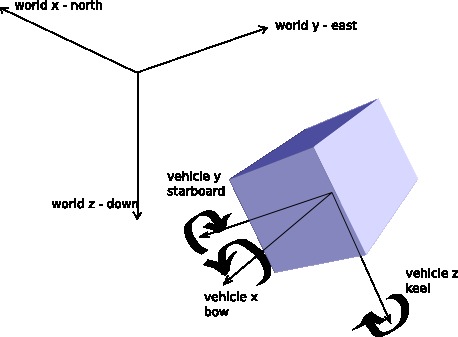 world x - north
world y - east
world z - down
vehicle y
starboard
vehicle x
bow
vehicle z
keel